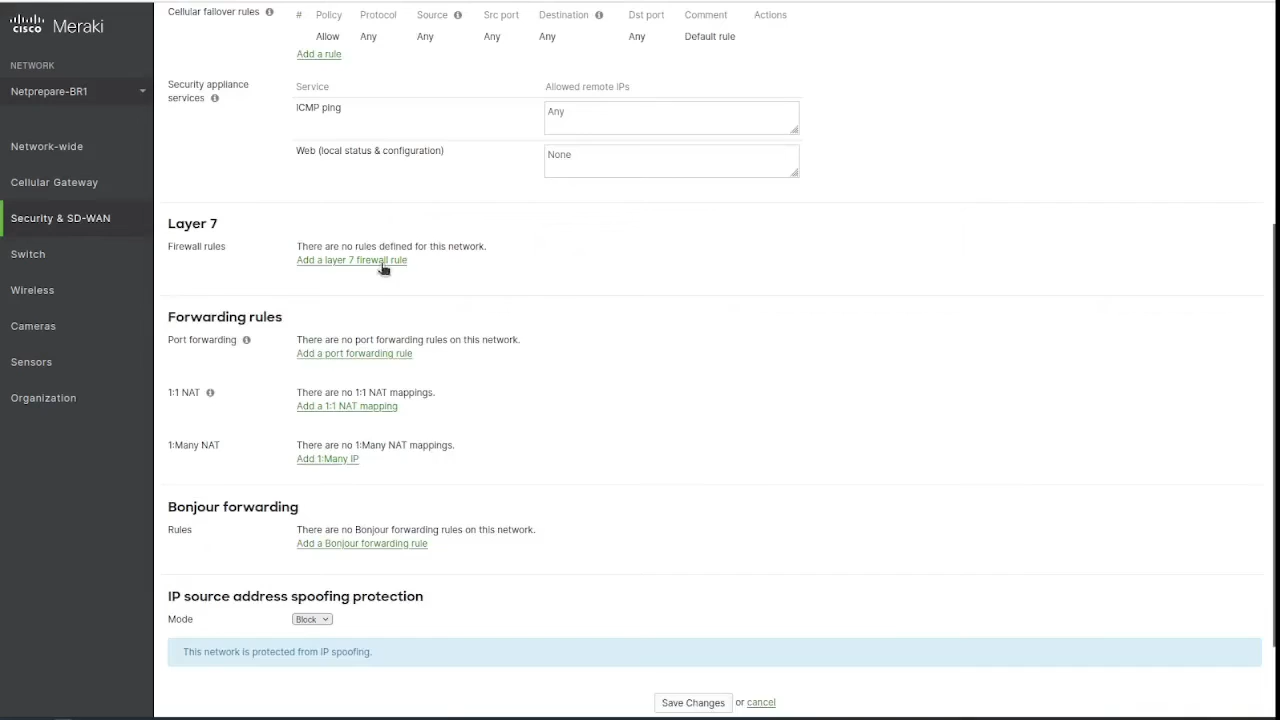 cisco Meraki
NETWORK
Netprepare-BR1
Network-wide
Cellular Gateway
Security & SD-WAN
Switch
Wireless
Cameras
Sensors
Organization
Cellular failover rules
# Policy Protocol Source Src port Destination Dst port Comment Actions
Allow Any Any Any Any Any Default rule
Add a rule
Security appliance
services
Service Allowed remote IPs
ICMP ping Any
Web (local status & configuration) None
Layer 7
Firewall rules There are no rules defined for this network.
Add a layer 7 firewall rule
Forwarding rules
Port forwarding There are no port forwarding rules on this network.
Add a port forwarding rule
1:1 NAT There are no 1:1 NAT mappings.
Add a 1:1 NAT mapping
1:Many NAT There are no 1:Many NAT mappings.
Add 1:Many IP
Bonjour forwarding
Rules There are no Bonjour forwarding rules on this network.
Add a Bonjour forwarding rule
IP source address spoofing protection
Mode Block
This network is protected from IP spoofing.
Save Changes or cancel